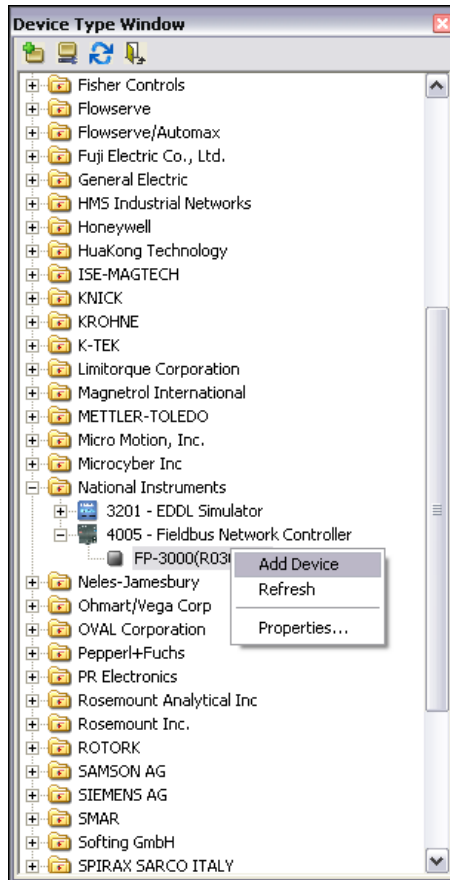 Device Type Window
Fisher Controls
Flowserve
Flowserve/Automax
Fuji Electric Co., Ltd.
General Electric
HMS Industrial Networks
Honeywell
HuaKong Technology
ISE-MAGTECH
KNICK
KROHNE
K-TEK
Limitorque Corporation
Magnetrol International
METTLER-TOLEDO
Micro Motion, Inc.
Microcyber Inc
National Instruments
3201 - EDDL Simulator
4005 - Fieldbus Network Controller
FP-3000(R030
Add Device
Refresh
Properties...
Neles-Jamesbury
Ohmart/Vega Corp
OVAL Corporation
Pepperl+Fuchs
PR Electronics
Rosemount Analytical Inc
Rosemount Inc.
ROTORK
SAMSON AG
SIEMENS AG
SMAR
Softing GmbH
SPIRAX SARCO ITALY